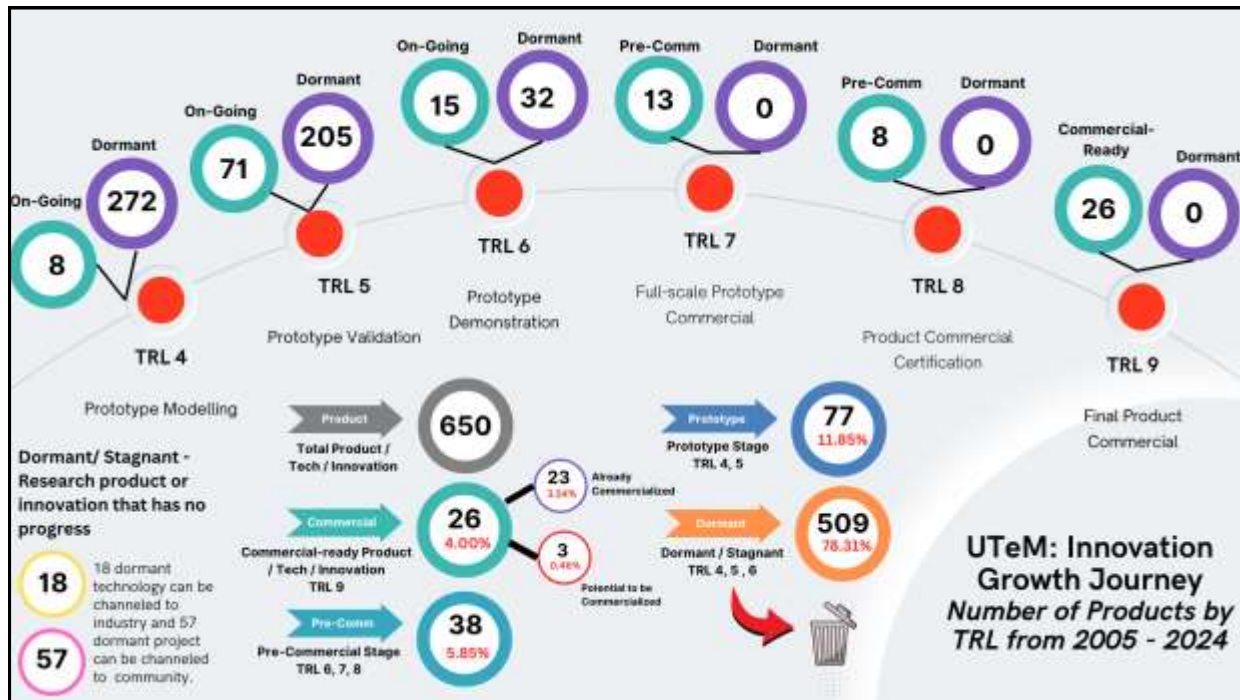 On-Going
Dormant
8
272
TRL 4
Prototype Modelling
On-Going
Dormant
71
205
TRL 5
Prototype Validation
On-Going
Dormant
15
32
TRL 6
Prototype
Demonstration
Pre-Comm
Dormant
13
0
TRL 7
Full-scale Prototype
Commercial
Pre-Comm
Dormant
8
0
TRL 8
Product Commercial
Certification
Commercial-
Ready
Dormant
26
0
TRL 9
Final Product
Commercial
Dormant/ Stagnant -
Research product or
innovation that has no
progress
18
57
18 dormant
technology can be
channeled to
industry and 57
dormant project
can be channeled
to community.
Product
Total Product /
Tech / Innovation
650
Commercial
Commercial-ready Product
/ Tech / Innovation
TRL 9
26
4.00%
23
3.54%
Already
Commercialized
3
0.46%
Potential to be
Commercialized
Pre-Comm
Pre-Commercial Stage
TRL 6, 7, 8
38
5.85%
Prototype
Prototype Stage
TRL 4, 5
77
11.85%
Dormant
Dormant / Stagnant
TRL 4, 5 , 6
509
78.31%
UTeM: Innovation
Growth Journey
Number of Products by
TRL from 2005 - 2024